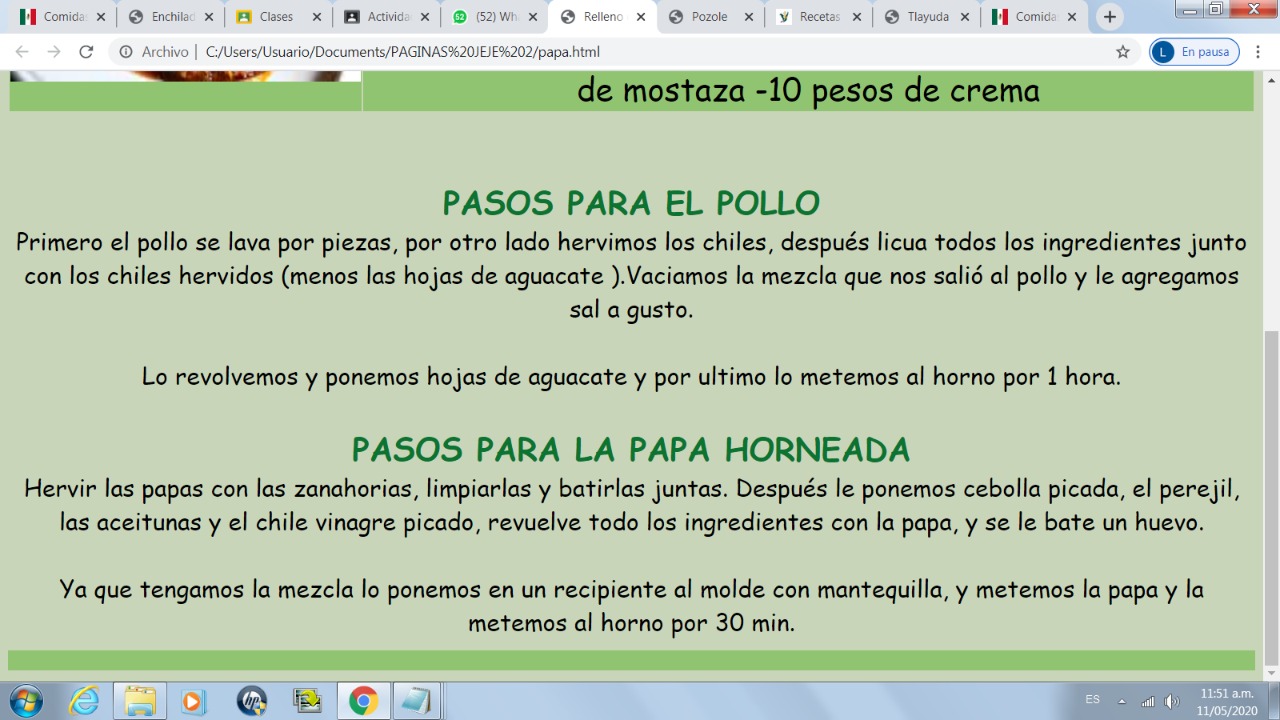 Comida
Enchilad
Clases
Activida
(52) Wh
Relleno
Pozol
Receta
Tlayud
Comida
Archivo | C:/Users/Usuario/Documents/PAGINAS%20JEJE%202/papa.html
L En pausa
de mostaza -10 pesos de crema
PASOS PARA EL POLLO
Primero el pollo se lava por piezas, por otro lado hervimos los chiles, después licua todos los ingredientes junto
con los chiles hervidos (menos las hojas de aguacate ).Vaciamos la mezcla que nos salió al pollo y le agregamos
sal a gusto.
Lo revolvemos y ponemos hojas de aguacate y por ultimo lo metemos al horno por 1 hora.
PASOS PARA LA PAPA HORNEADA
Hervir las papas con las zanahorias, limpiarlas y batirlas juntas. Después le ponemos cebolla picada, el perejil,
las aceitunas y el chile vinagre picado, revuelve todo los ingredientes con la papa, y se le bate un huevo.
Ya que tengamos la mezcla lo ponemos en un recipiente al molde con mantequilla, y metemos la papa y la
metemos al horno por 30 min.
ES
11:51 a.m.
11/05/2020